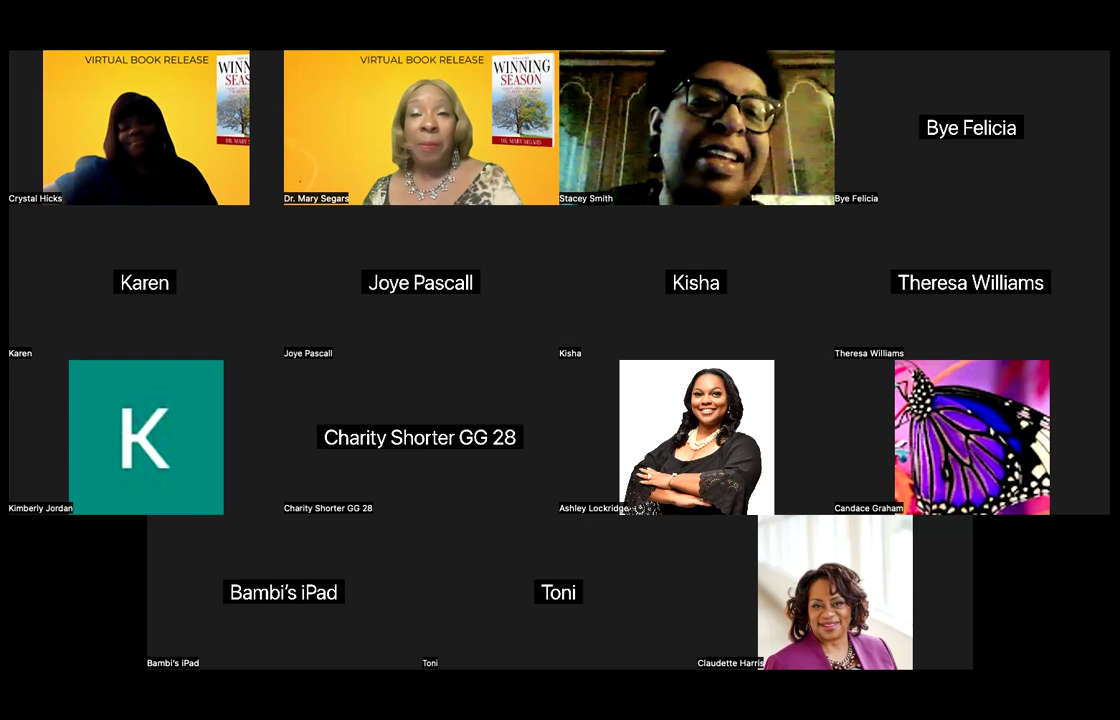 VIRTUAL BOOK RELEASE
WINN
SEAS
DR. MARY S
Crystal Hicks
VIRTUAL BOOK RELEASE
WINNING
SEASON
DR. MARY SEGARS
Dr. Mary Segars
Stacey Smith
Bye Felicia
Bye Felicia
Karen
Karen
Joye Pascall
Joye Pascall
Kisha
Kisha
Theresa Williams
Theresa Williams
K
Kimberly Jordan
Charity Shorter GG 28
Charity Shorter GG 28
Ashley Lockridge
Candace Graham
Bambi’s iPad
Bambi’s iPad
Toni
Toni
Claudette Harris